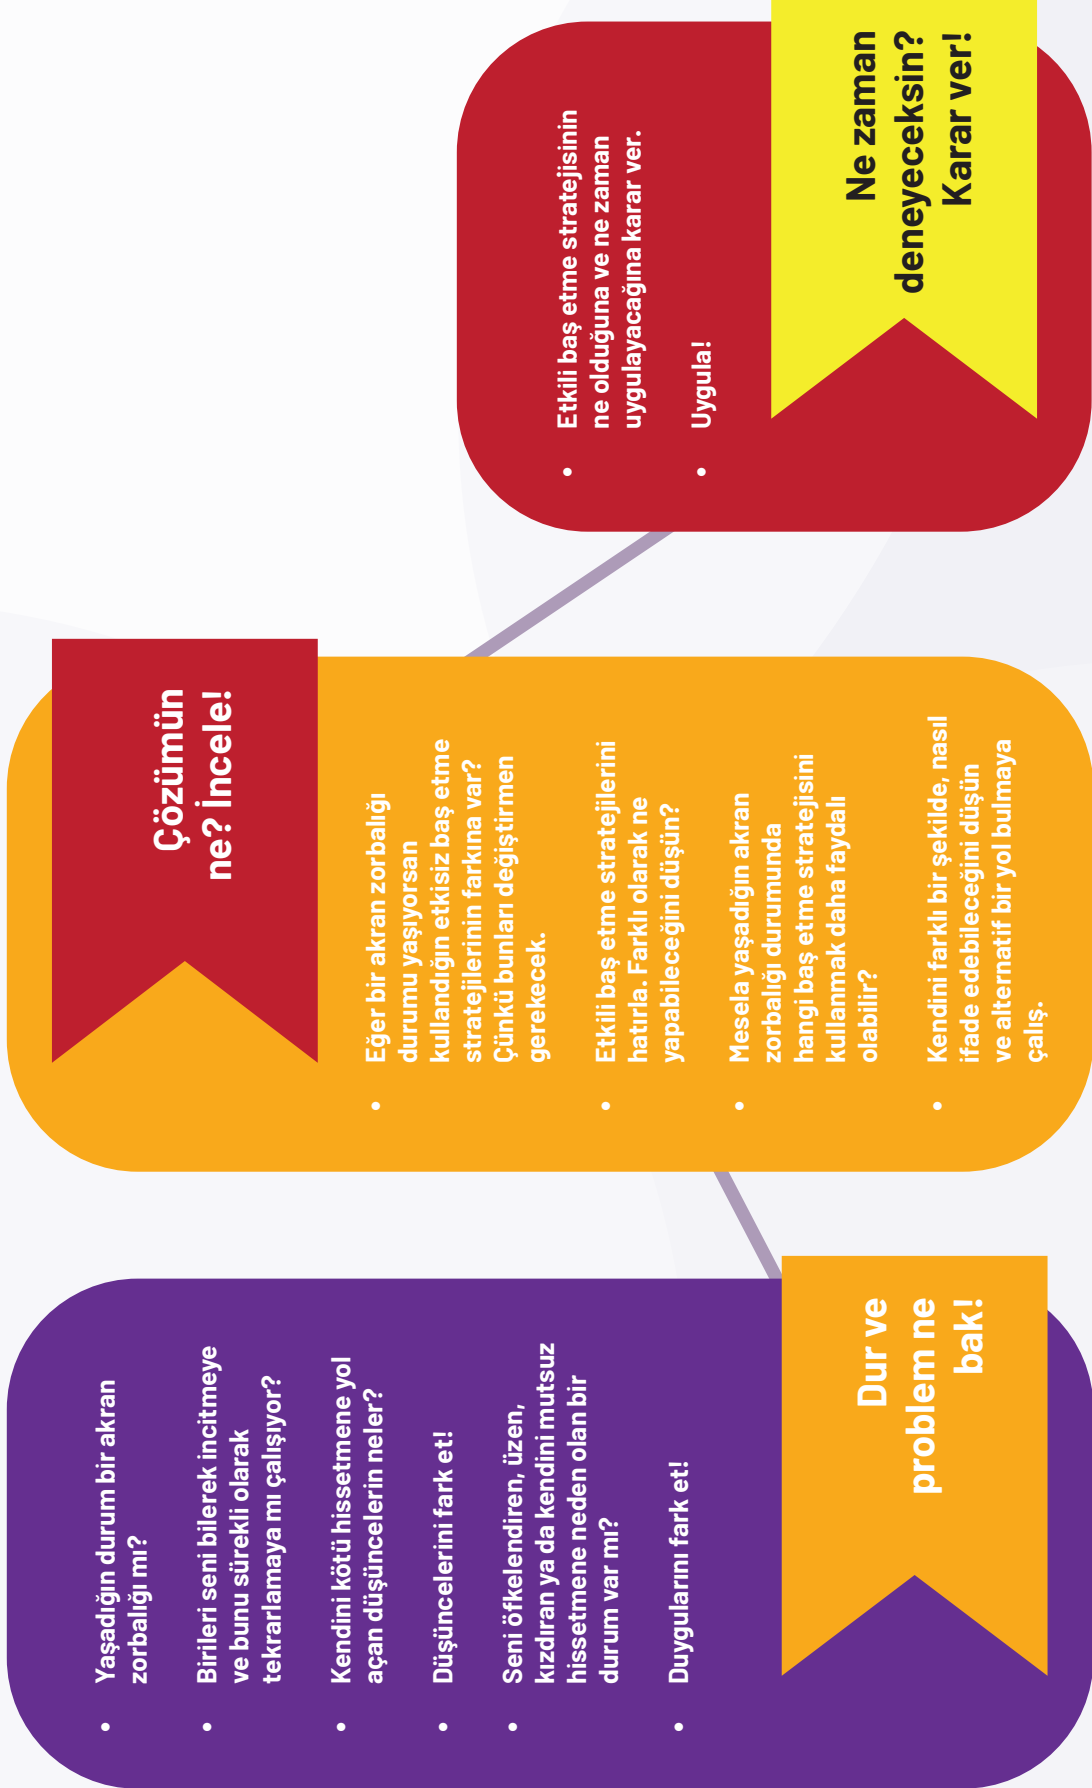 Yaşadığın durum bir akran
zorbalığı mı?
Birileri seni bilerek incitmeye
ve bunu sürekli olarak
tekrarlamaya mı çalışıyor?
Kendini kötü hissetmene yol
açan düşüncelerin neler?
Düşüncelerini fark et!
Seni öfkelendiren, üzen,
kızdıran ya da kendini mutsuz
hissetmene neden olan bir
durum var mı?
Duygularını fark et!
Dur ve
problem ne
bak!
Çözümün
ne? İncele!
Eğer bir akran zorbalığı
durumu yaşıyorsan
kullandığın etkisiz baş etme
stratejilerinin farkına var?
Çünkü bunları değiştirmen
gerekecek.
Etkili baş etme stratejilerini
hatırla. Farklı olarak ne
yapabileceğini düşün?
Mesela yaşadığın akran
zorbalığı durumunda
hangi baş etme stratejisini
kullanmak daha faydalı
olabilir?
Kendini farklı bir şekilde, nasıl
ifade edebileceğini düşün
ve alternatif bir yol bulmaya
çalış.
Etkili baş etme stratejisinin
ne olduğuna ve ne zaman
uygulayacağına karar ver.
Uygula!
Ne zaman
deneyeceksin?
Karar ver!